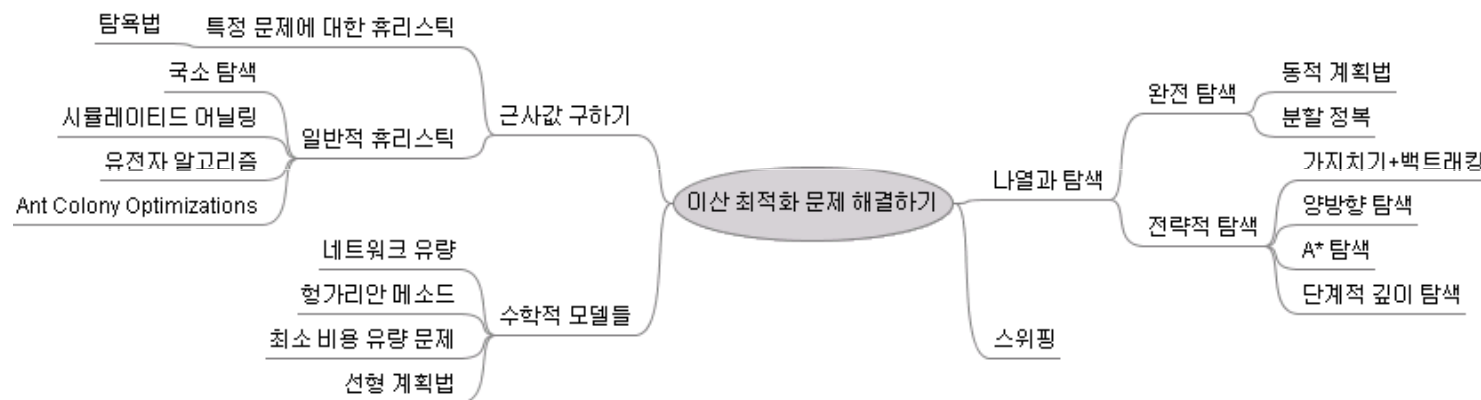 탐욕법
특정 문제에 대한 휴리스틱
국소 탐색
시뮬레이티드 어닐링
일반적 휴리스틱
유전자 알고리즘
Ant Colony Optimizations
근사값 구하기
네트워크 유량
헝가리안 메소드
수학적 모델들
최소 비용 유량 문제
선형 계획법
이산 최적화 문제 해결하기
나열과 탐색
완전 탐색
동적 계획법
분할 정복
전략적 탐색
가지치기+백트래킹
양방향 탐색
A* 탐색
단계적 깊이 탐색
스위핑